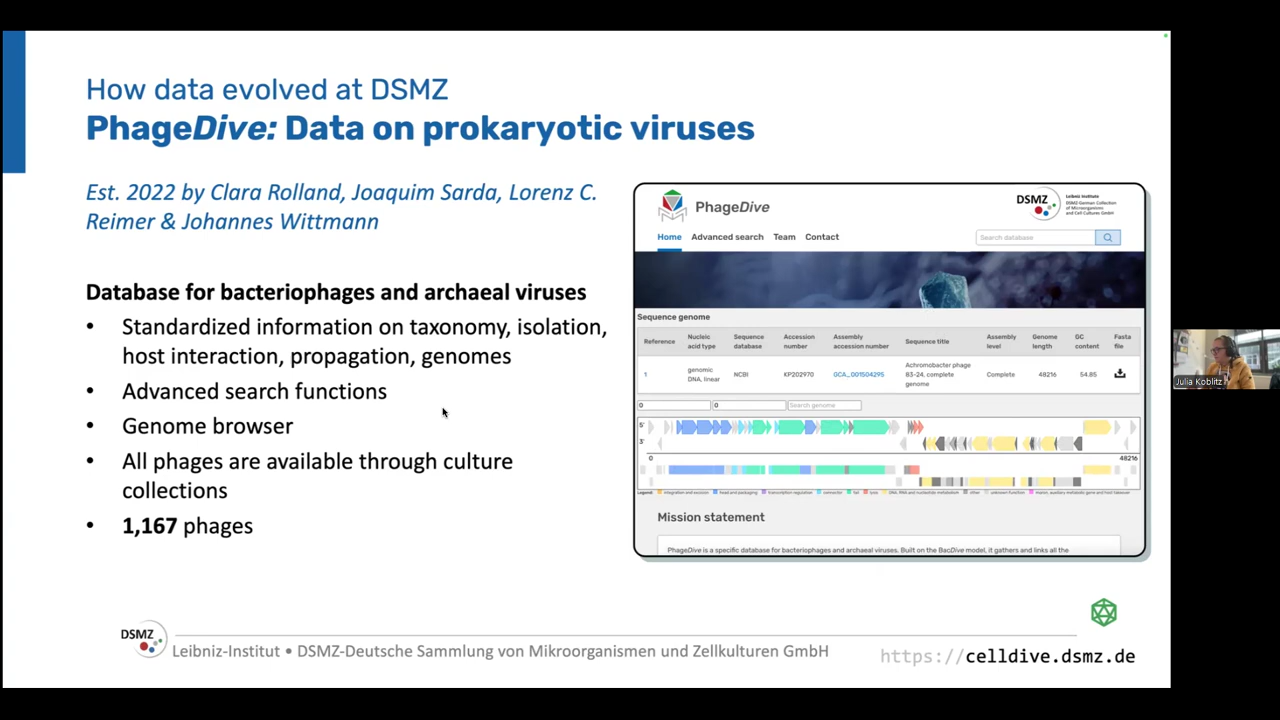 How data evolved at DSMZ
PhageDive: Data on prokaryotic viruses
Est. 2022 by Clara Rolland, Joaquim Sarda, Lorenz C.
Reimer & Johannes Wittmann
Database for bacteriophages and archaeal viruses
• Standardized information on taxonomy, isolation,
host interaction, propagation, genomes
• Advanced search functions
• Genome browser
• All phages are available through culture
collections
• 1,167 phages
PhageDive
DSMZ
Leibniz Institute
DSMZ-German Collection
of Microorganisms
and Cell Cultures GmbH
Home Advanced search Team Contact
Search database
Sequence genome
Reference Nucleic acid type Sequence database Accession number Assembly accession number Sequence title Assembly level Genome length GC content Fasta file
1 genomic DNA, linear NCBI KP202970 GCA_001504295 Achromobacter phage 83-24, complete genome Complete 48216 54.85
0 0 Search genome
5'
3'
0 48216
Legend: integration and excision head and packaging transcription regulation connector tail lysis DNA, RNA and nucleotide metabolism other unknown function moron, auxiliary metabolic gene and host takeover
Mission statement
PhageDive is a specific database for bacteriophages and archaeal viruses. Built on the BacDive model, it gathers and links all the
Julia Koblitz
DSMZ
Leibniz-Institut • DSMZ-Deutsche Sammlung von Mikroorganismen und Zellkulturen GmbH
https://celldive.dsmz.de